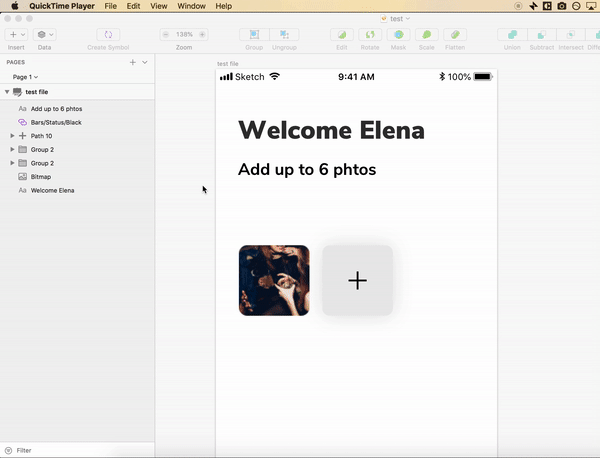 QuickTime Player File Edit View Window Help
test
Insert Data Create Symbol 138% Zoom Group Ungroup Edit Rotate Mask Scale Flatten Union Subtract Intersect
PAGES
Page 1
test file
Aa Add up to 6 phtos
Bars/Status/Black
Path 10
Group 2
Group 2
Bitmap
Aa Welcome Elena
Filter
test file
Sketch 9:41 AM 100%
Welcome Elena
Add up to 6 phtos